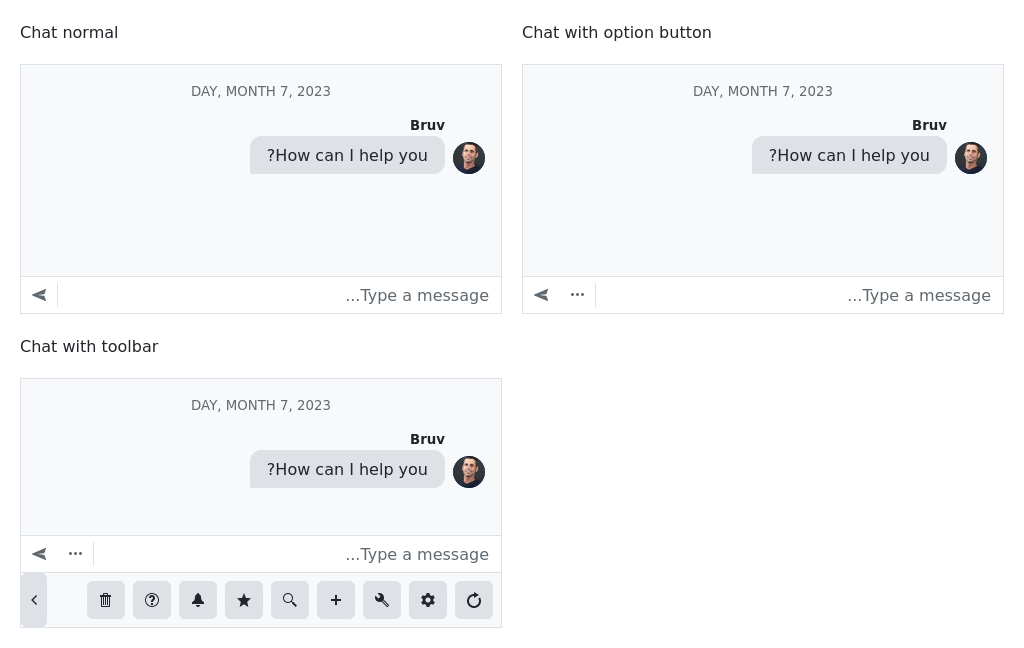 Chat normal
Chat with option button
DAY, MONTH 7, 2023
Bruv
?How can I help you
...Type a message
DAY, MONTH 7, 2023
Bruv
?How can I help you
...Type a message
Chat with toolbar
DAY, MONTH 7, 2023
Bruv
?How can I help you
...Type a message